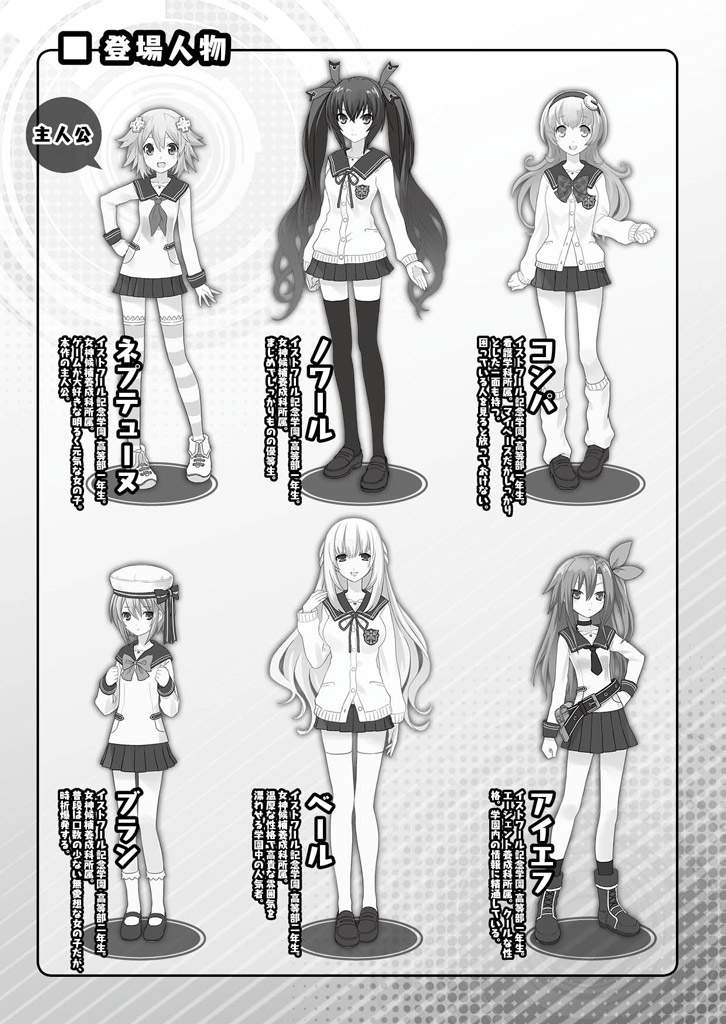 ■ 登場人物
主人公
ネプテューヌ
イストワール記念学園 高等部一年生。
女神候補養成科所属。
ゲームが大好きな明るく元気な女の子。
本作の主人公。
ノワール
イストワール記念学園 高等部一年生。
女神候補養成科所属。
まじめでしっかりものの優等生。
コンパ
イストワール記念学園 高等部一年生。
看護学科所属。マイペースだがしっかり
とした一面も持つ。
困っている人を見ると放っておけない。
ブラン
イストワール記念学園 高等部一年生。
女神候補養成科所属。
普段は口数の少ない無愛想な女の子だが、
時折爆発する。
ベール
イストワール記念学園 高等部一年生。
女神候補養成科所属。
温厚な性格で高貴な雰囲気を
漂わせる学園中の人気者。
アイエフ
イストワール記念学園 高等部一年生。
エージェント養成科所属。クールな性
格。学園内の情報に精通している。